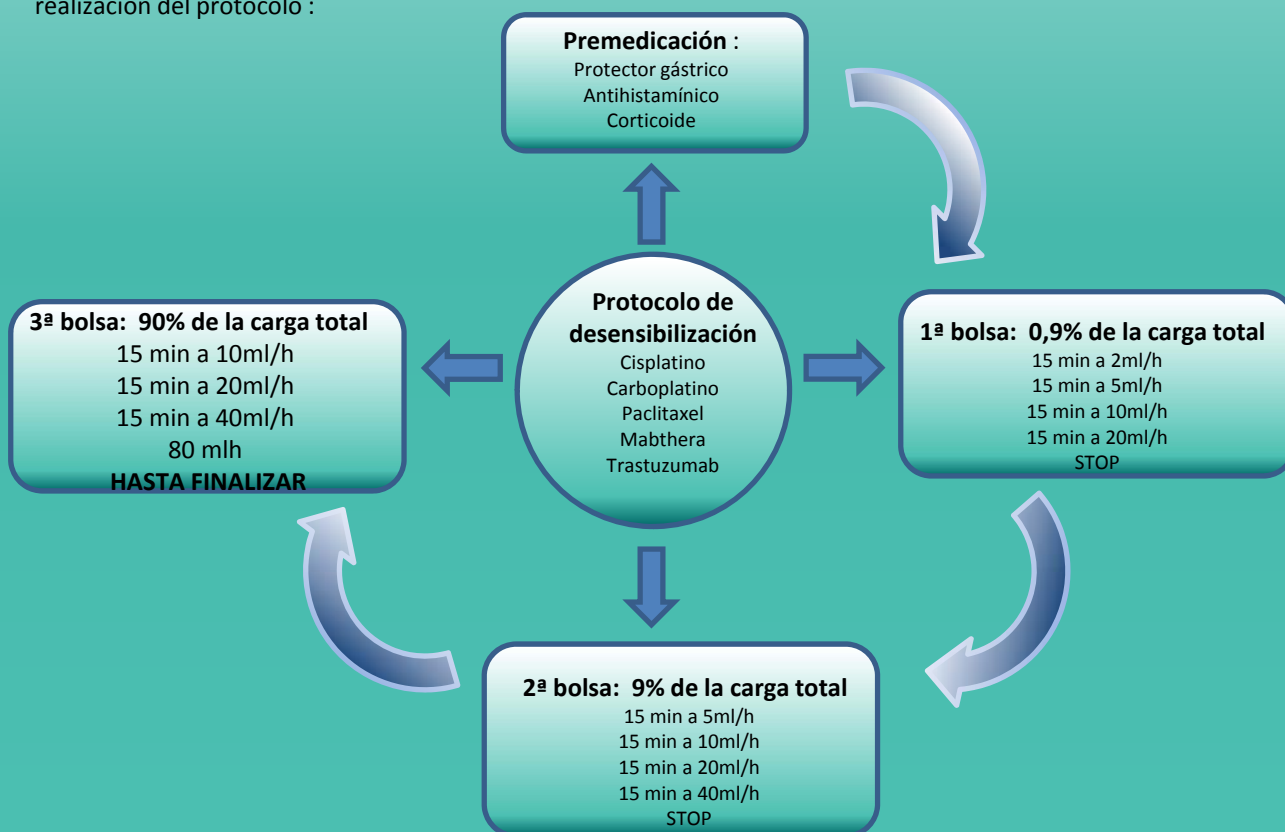 realización del protocolo :
Premedicación :
Protector gástrico
Antihistamínico
Corticoide
Protocolo de
desensibilización
Cisplatino
Carboplatino
Paclitaxel
Mabthera
Trastuzumab
1ª bolsa: 0,9% de la carga total
15 min a 2ml/h
15 min a 5ml/h
15 min a 10ml/h
15 min a 20ml/h
STOP
2ª bolsa: 9% de la carga total
15 min a 5ml/h
15 min a 10ml/h
15 min a 20ml/h
15 min a 40ml/h
STOP
3ª bolsa: 90% de la carga total
15 min a 10ml/h
15 min a 20ml/h
15 min a 40ml/h
80 mlh
HASTA FINALIZAR